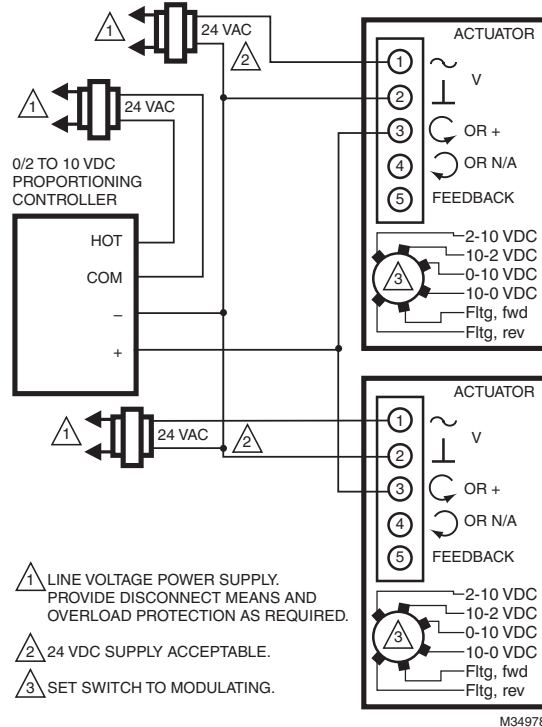 1
24 VAC
2
1
24 VAC
0/2 TO 10 VDC
PROPORTIONING
CONTROLLER
HOT
COM
–
+
1
24 VAC
2
ACTUATOR
1
V
2
3 OR +
4 OR N/A
5 FEEDBACK
3
2-10 VDC
10-2 VDC
0-10 VDC
10-0 VDC
Fltg, fwd
Fltg, rev
ACTUATOR
1
V
2
3 OR +
4 OR N/A
5 FEEDBACK
3
2-10 VDC
10-2 VDC
0-10 VDC
10-0 VDC
Fltg, fwd
Fltg, rev
1 LINE VOLTAGE POWER SUPPLY.
PROVIDE DISCONNECT MEANS AND
OVERLOAD PROTECTION AS REQUIRED.
2 24 VDC SUPPLY ACCEPTABLE.
3 SET SWITCH TO MODULATING.
M34978